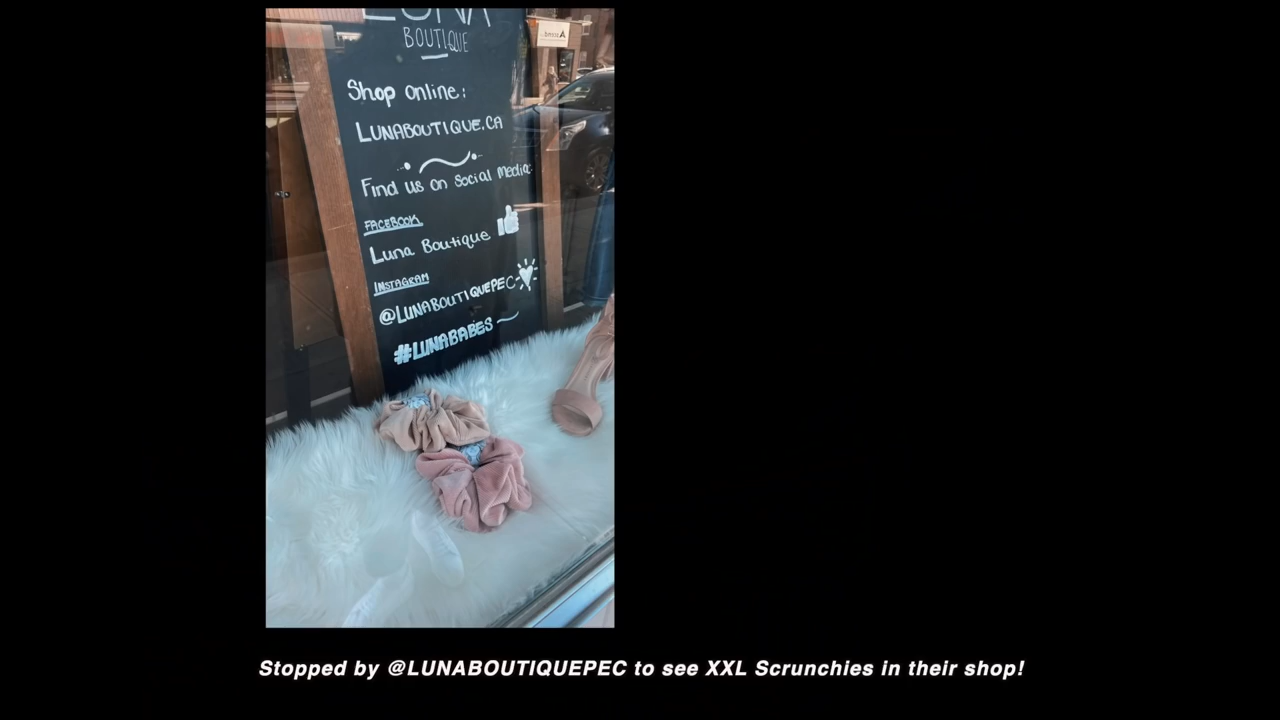 LUNA
BOUTIQUE
Shop online:
LUNABOUTIQUE.CA
Find us on social media:
FACEBOOK
Luna Boutique
INSTAGRAM
@LUNABOUTIQUEPEC
#LUNABABES
Stopped by @LUNABOUTIQUEPEC to see XXL Scrunchies in their shop!